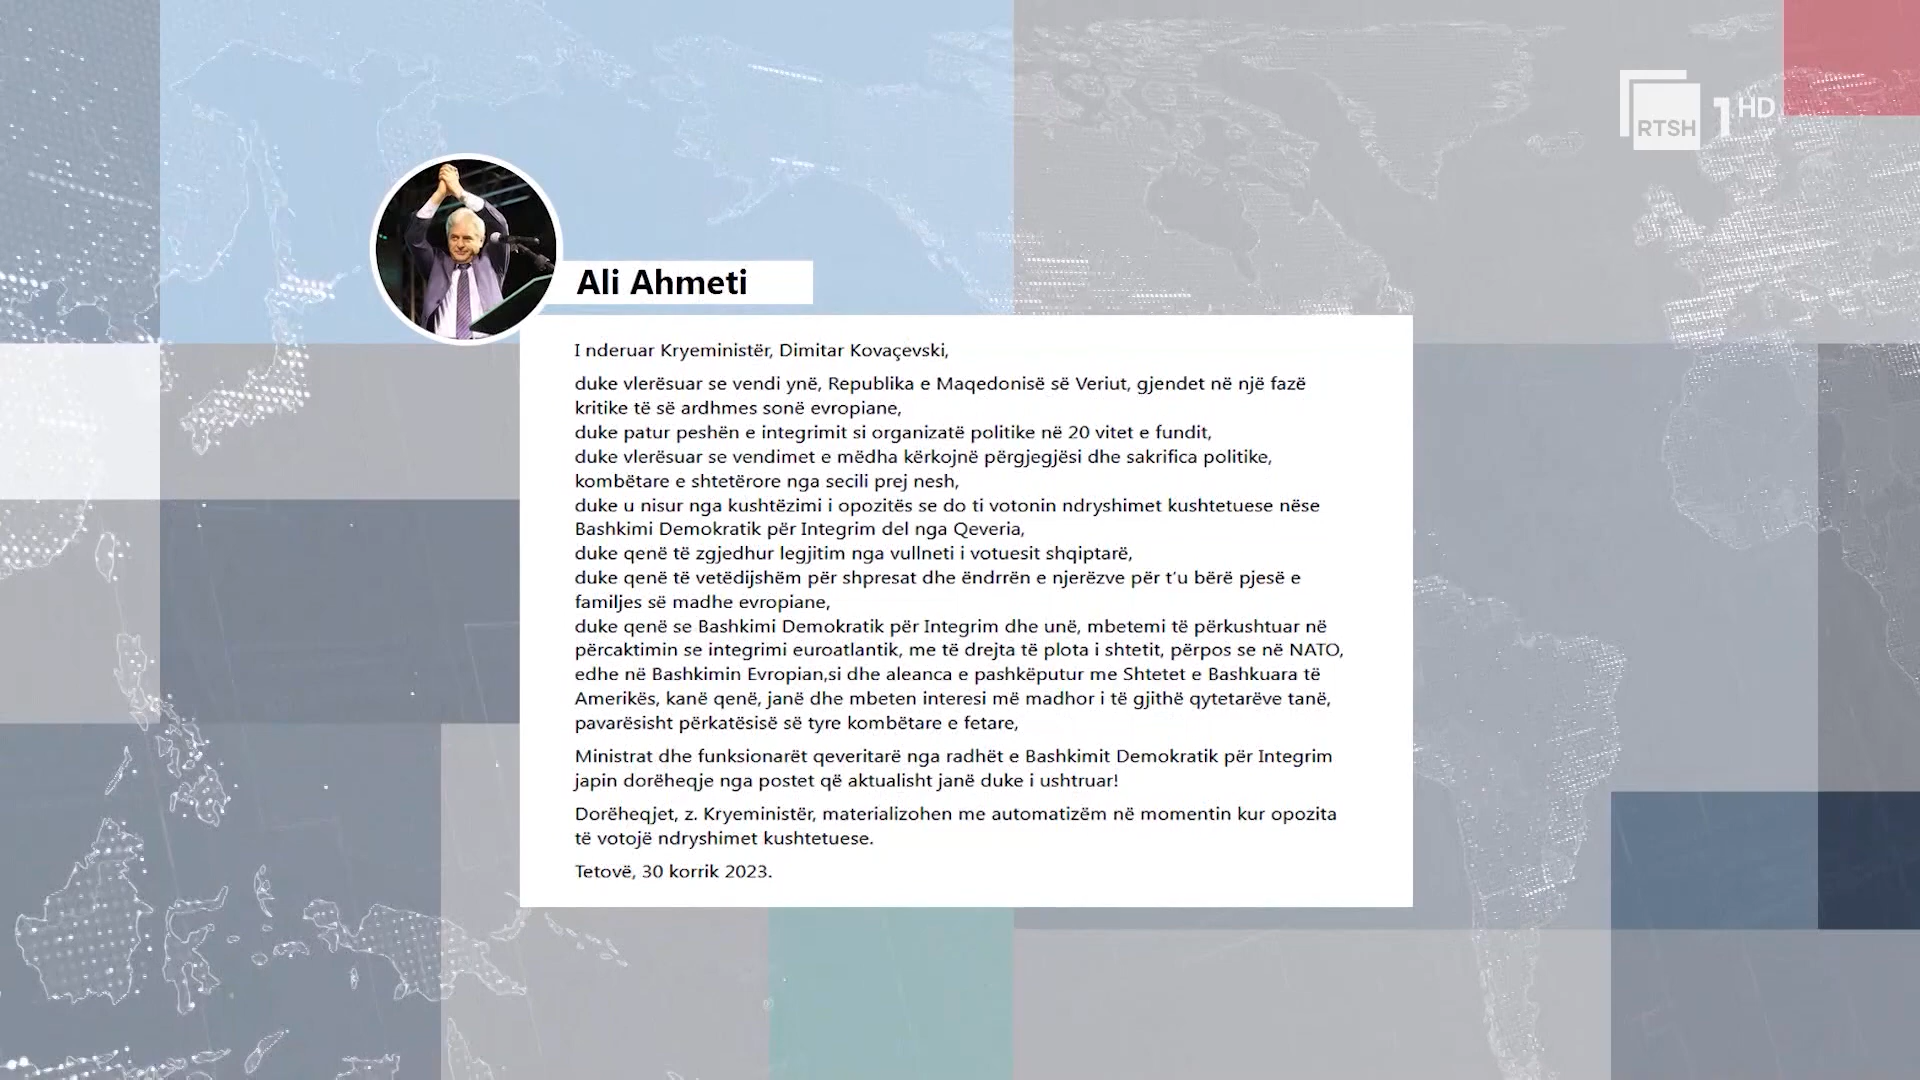 RTSH 1 HD
Ali Ahmeti
I nderuar Kryeministër, Dimitar Kovaçevski,
duke vlerësuar se vendi ynë, Republika e Maqedonisë së Veriut, gjendet në një fazë
kritike të së ardhmes sonë evropiane,
duke patur peshën e integrimit si organizatë politike në 20 vitet e fundit,
duke vlerësuar se vendimet e mëdha kërkojnë përgjegjësi dhe sakrifica politike,
kombëtare e shtetërore nga secili prej nesh,
duke u nisur nga kushtëzimi i opozitës se do ti votonin ndryshimet kushtetuese nëse
Bashkimi Demokratik për Integrim del nga Qeveria,
duke qenë të zgjedhur legjitim nga vullneti i votuesit shqiptarë,
duke qenë të vetëdijshëm për shpresat dhe ëndrrën e njerëzve për t'u bërë pjesë e
familjes së madhe evropiane,
duke qenë se Bashkimi Demokratik për Integrim dhe unë, mbetemi të përkushtuar në
përcaktimin se integrimi euroatlantik, me të drejta të plota i shtetit, përpos se në NATO,
edhe në Bashkimin Evropian,si dhe aleanca e pashkëputur me Shtetet e Bashkuara të
Amerikës, kanë qenë, janë dhe mbeten interesi më madhor i të gjithë qytetarëve tanë,
pavarësisht përkatësisë së tyre kombëtare e fetare,
Ministrat dhe funksionarët qeveritarë nga radhët e Bashkimit Demokratik për Integrim
japin dorëheqje nga postet që aktualisht janë duke i ushtruar!
Dorëheqjet, z. Kryeministër, materializohen me automatizëm në momentin kur opozita
të votojë ndryshimet kushtetuese.
Tetovë, 30 korrik 2023.